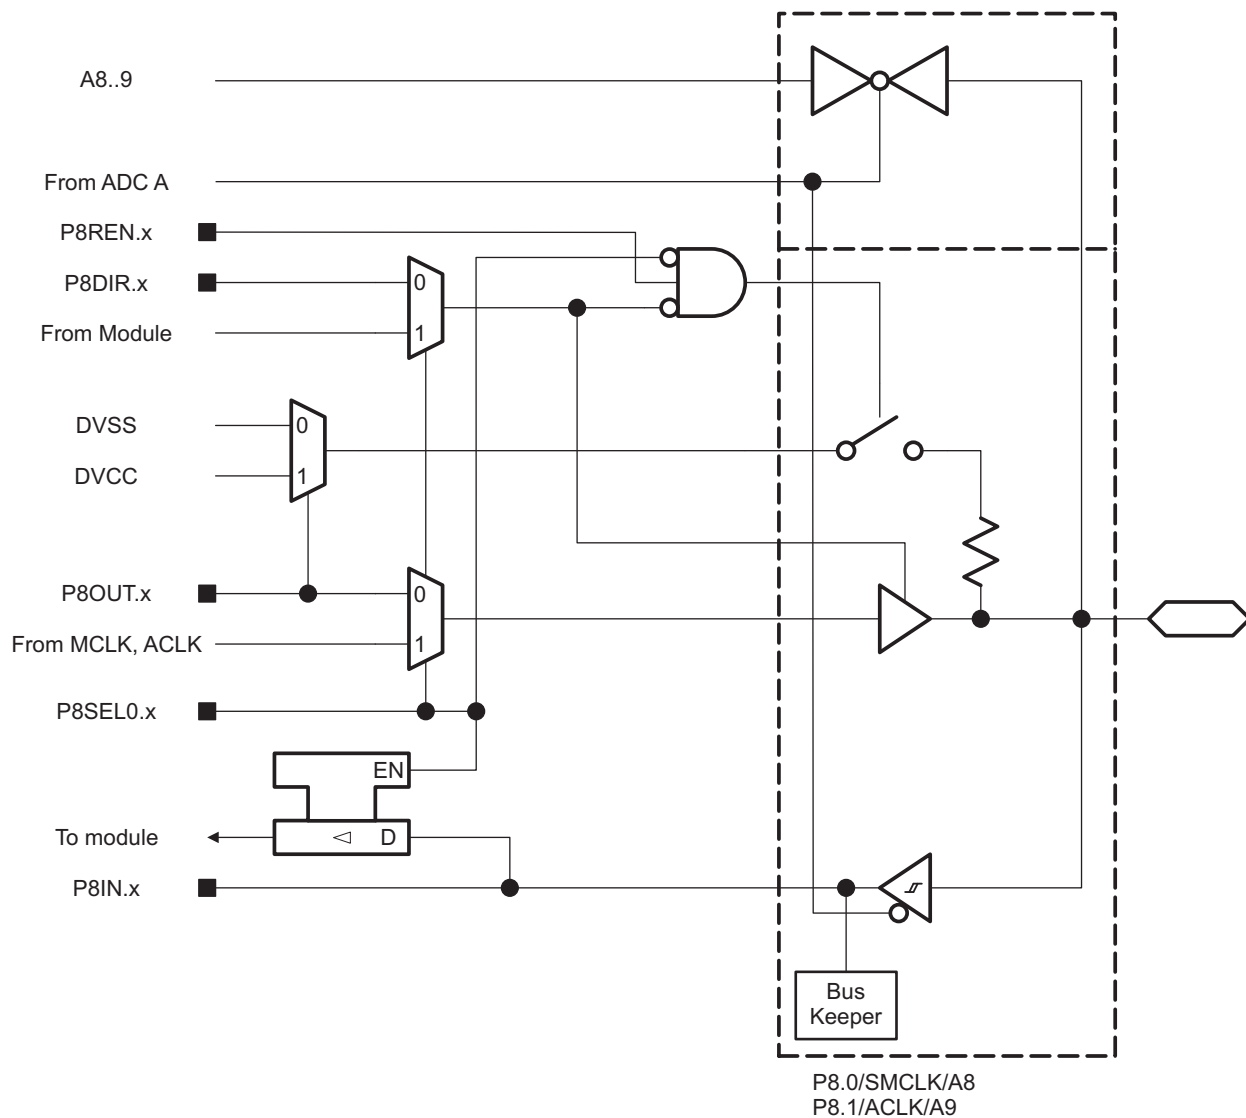 A8..9
From ADC A
P8REN.x
P8DIR.x
0
From Module
1
DVSS
0
DVCC
1
P8OUT.x
0
From MCLK, ACLK
1
P8SEL0.x
EN
To module
D
P8IN.x
Bus
Keeper
P8.0/SMCLK/A8
P8.1/ACLK/A9